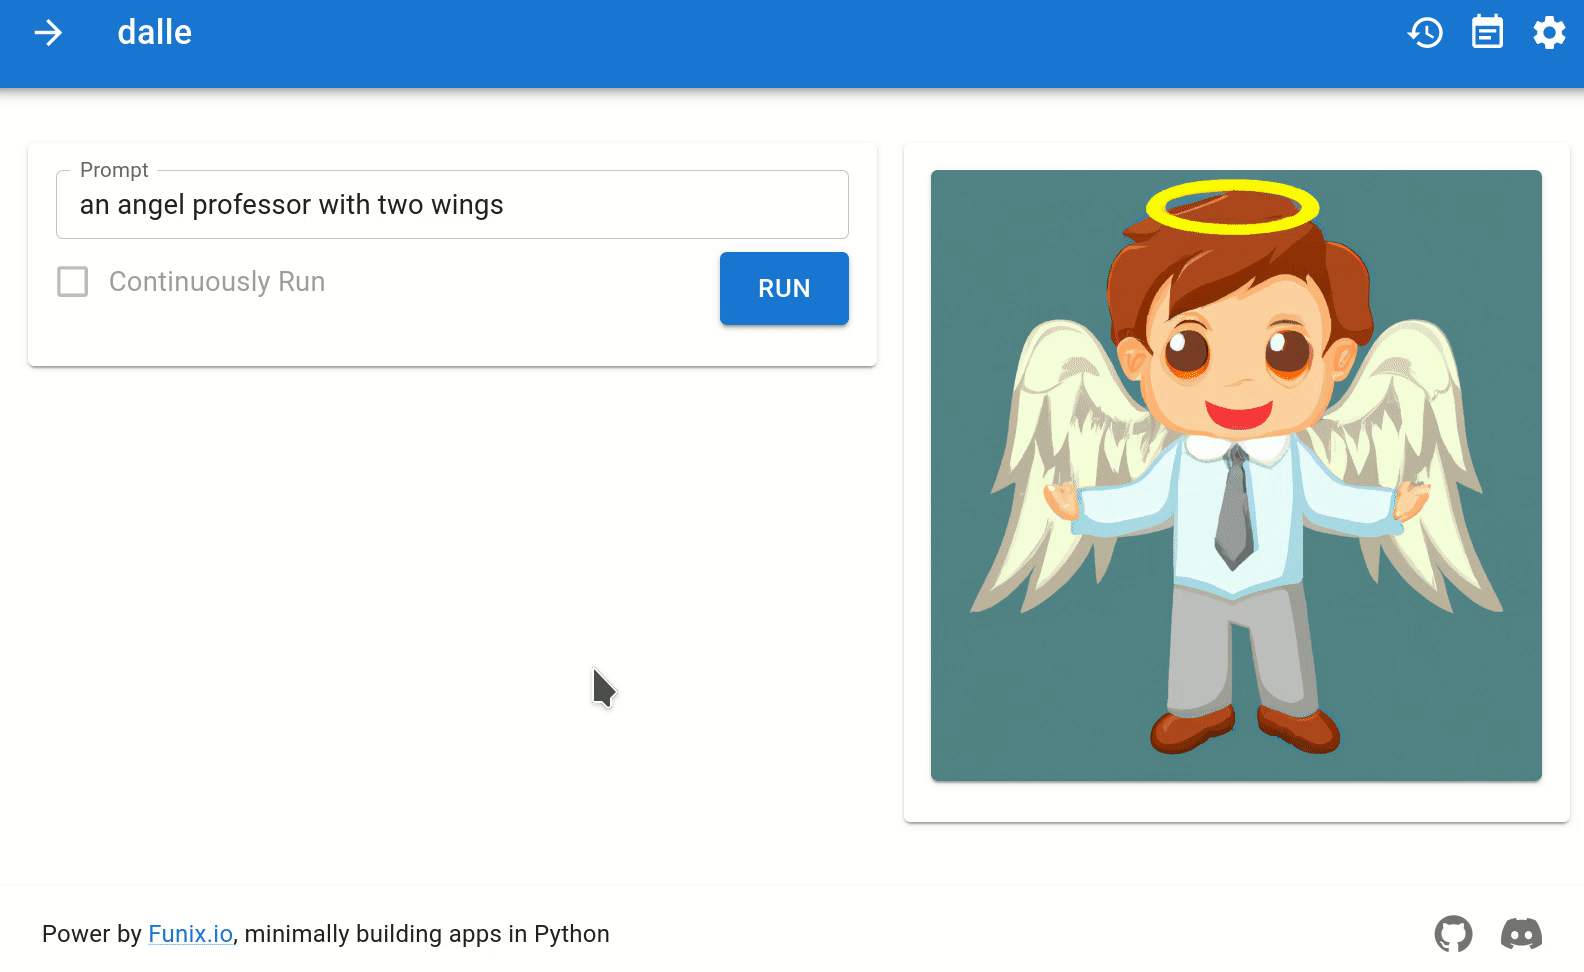 dalle
Prompt
an angel professor with two wings
Continuously Run
RUN
Power by Funix.io, minimally building apps in Python